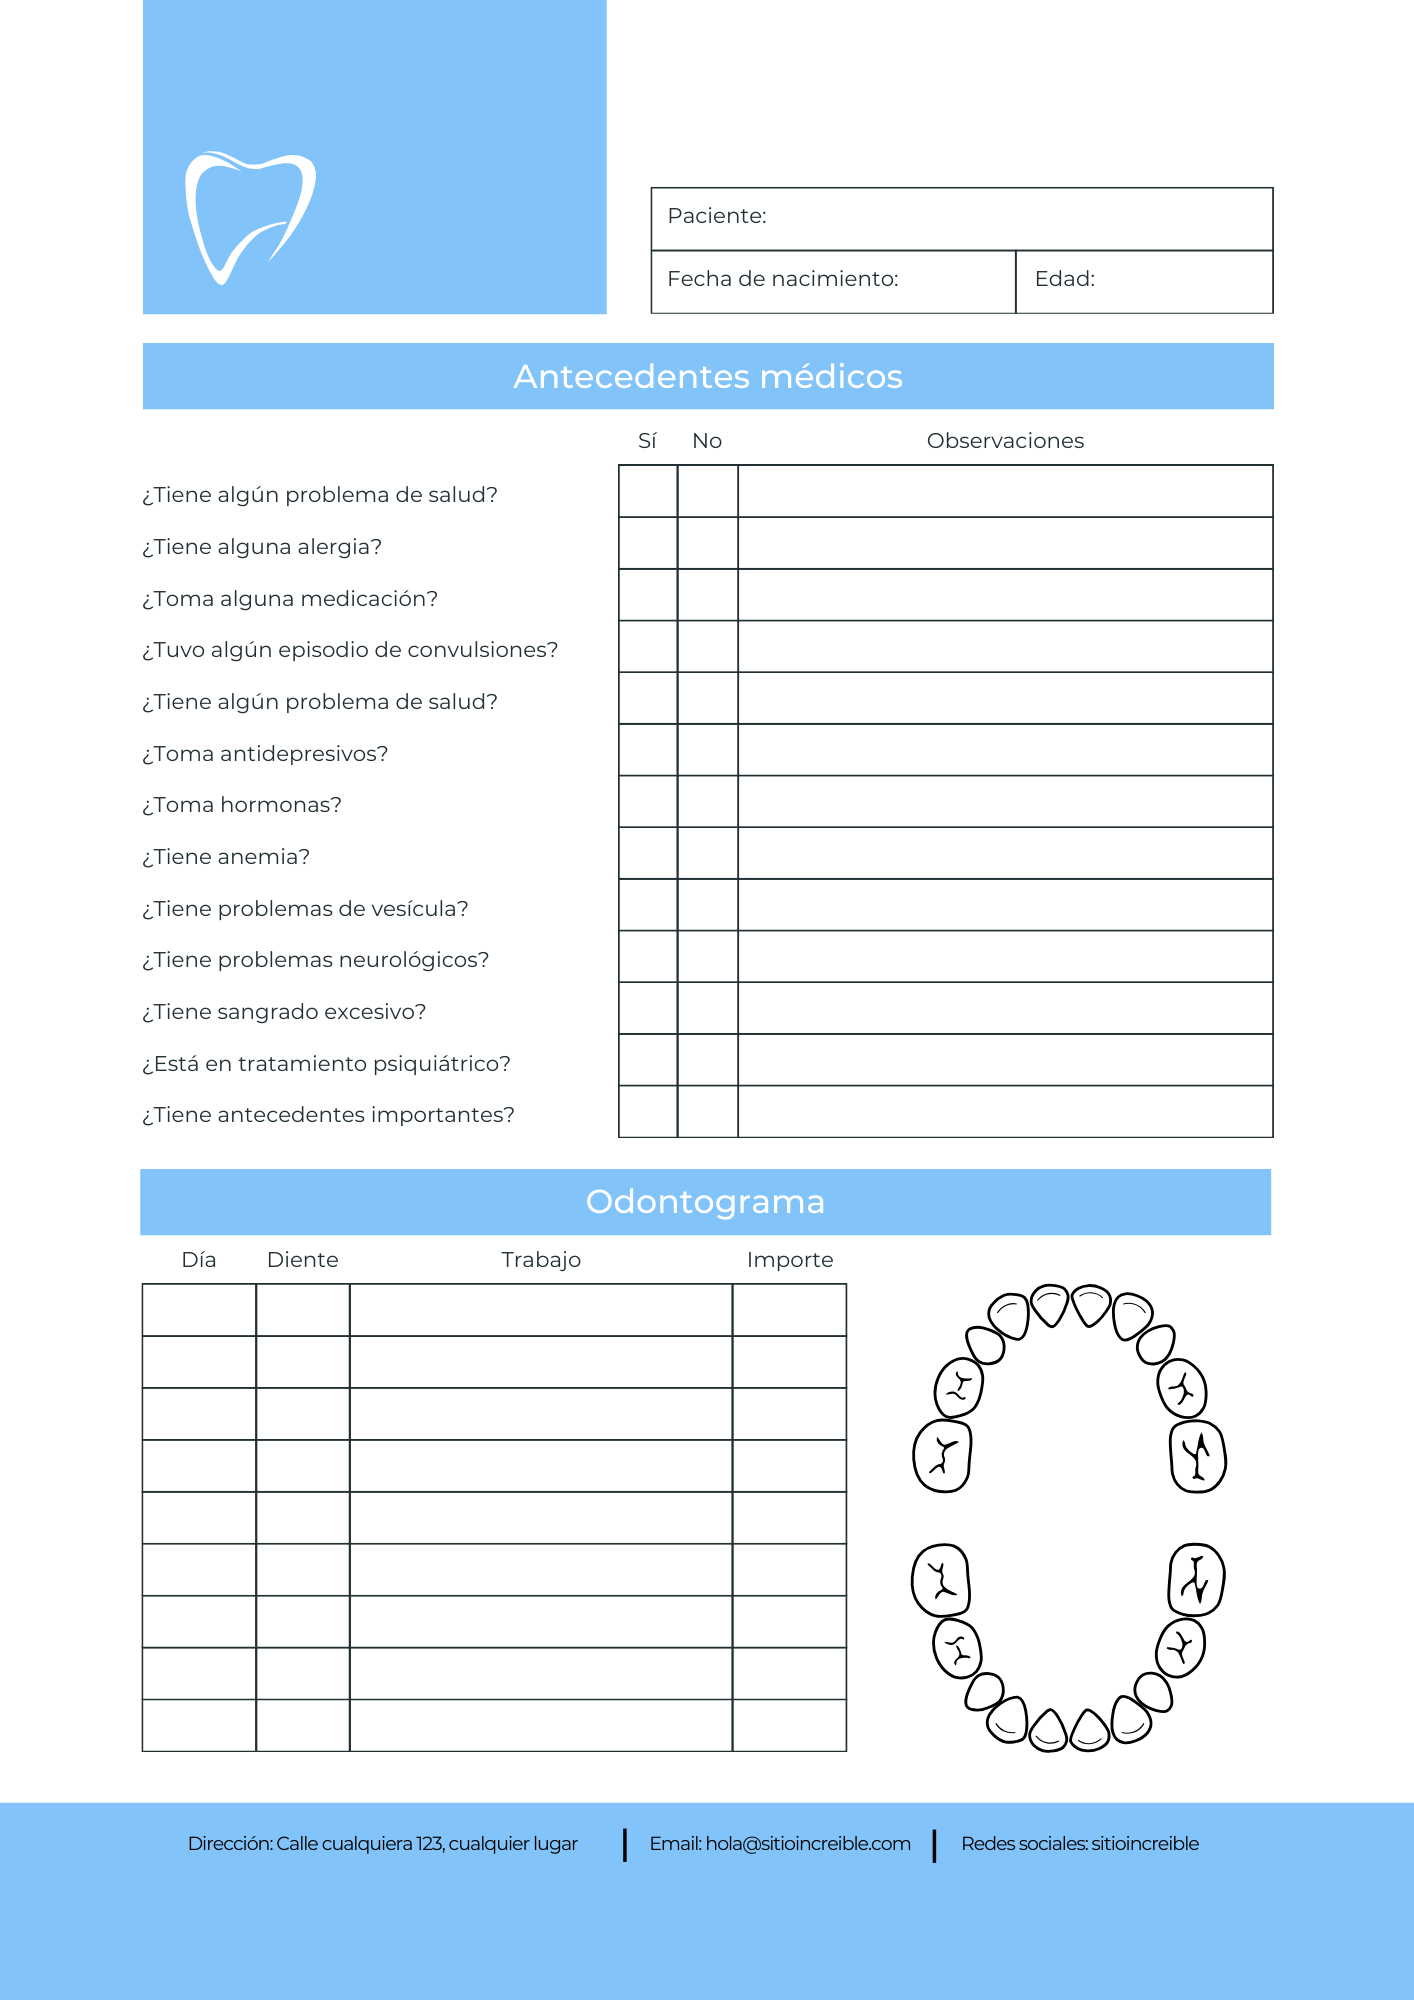 Paciente:
Fecha de nacimiento: Edad:
Antecedentes médicos
Sí No Observaciones
¿Tiene algún problema de salud?
¿Tiene alguna alergia?
¿Toma alguna medicación?
¿Tuvo algún episodio de convulsiones?
¿Tiene algún problema de salud?
¿Toma antidepresivos?
¿Toma hormonas?
¿Tiene anemia?
¿Tiene problemas de vesícula?
¿Tiene problemas neurológicos?
¿Tiene sangrado excesivo?
¿Está en tratamiento psiquiátrico?
¿Tiene antecedentes importantes?
Odontograma
Día Diente Trabajo Importe
Dirección: Calle cualquiera 123, cualquier lugar Email: hola@sitioincreible.com Redes sociales: sitioincreible